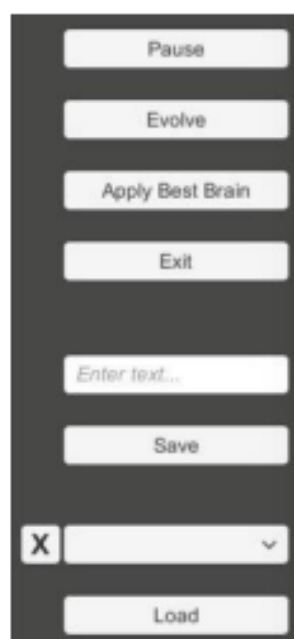 Pause
Evolve
Apply Best Brain
Exit
Enter text...
Save
X
Load